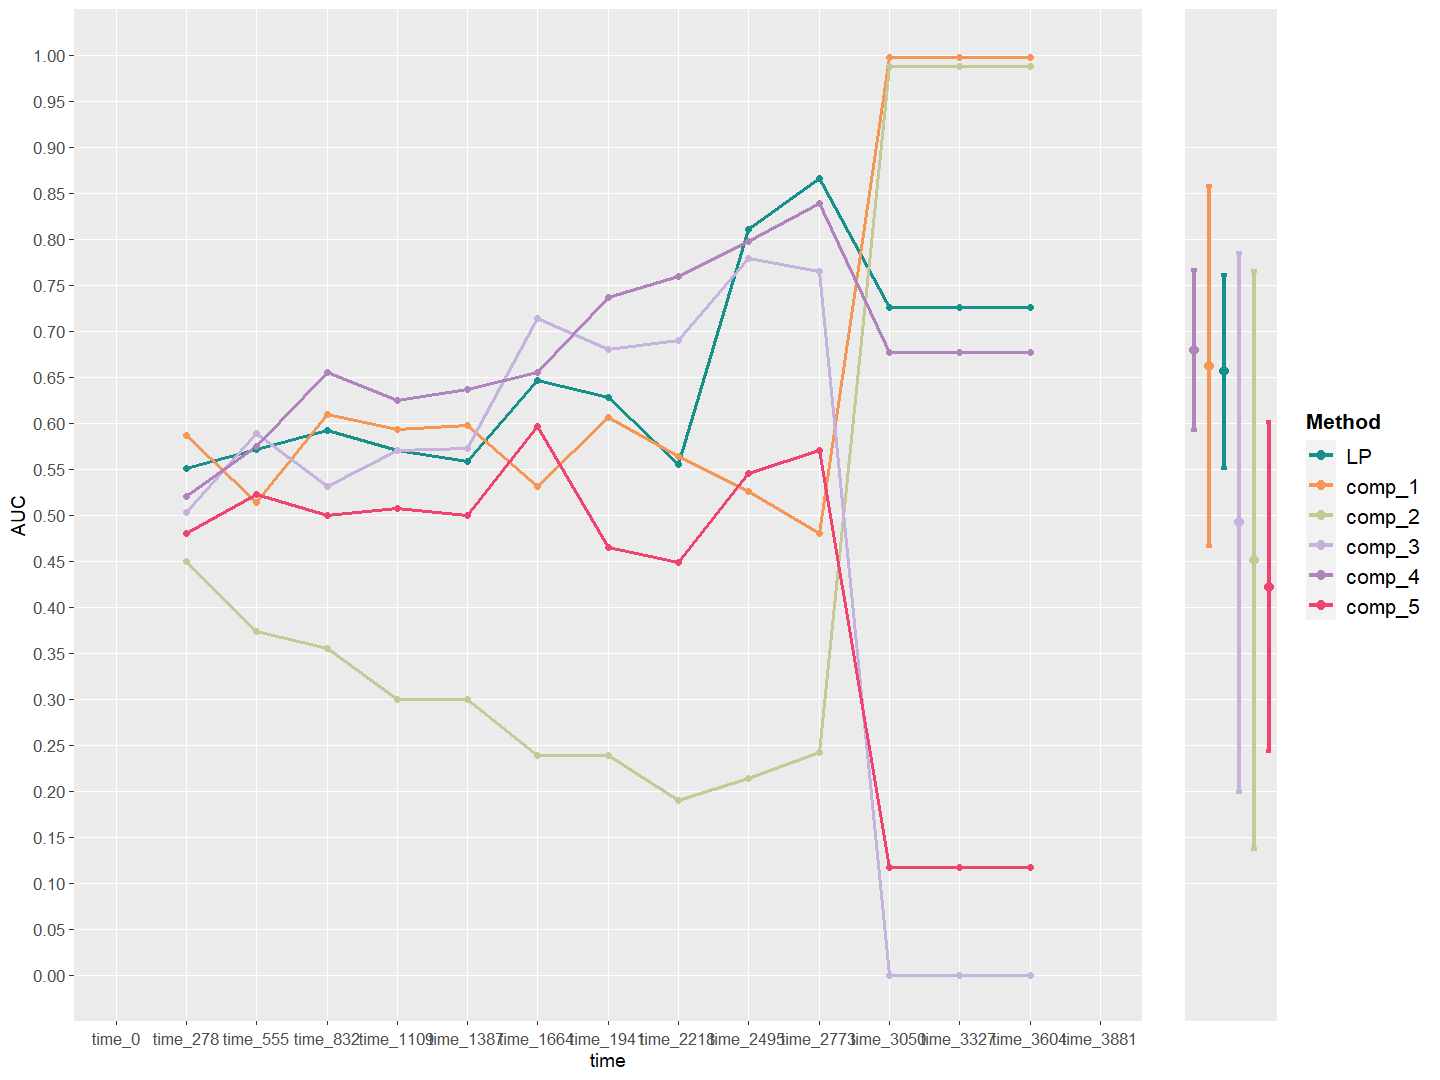 1.00
0.95
0.90
0.85
0.80
0.75
0.70
0.65
0.60
0.55
0.50
0.45
0.40
0.35
0.30
0.25
0.20
0.15
0.10
0.05
0.00
AUC
time_0 time_278 time_555 time_832 time_1109 time_1387 time_1664 time_1941 time_2218 time_2495 time_2773 time_3050 time_3327 time_3604 time_3881
time
Method
LP
comp_1
comp_2
comp_3
comp_4
comp_5